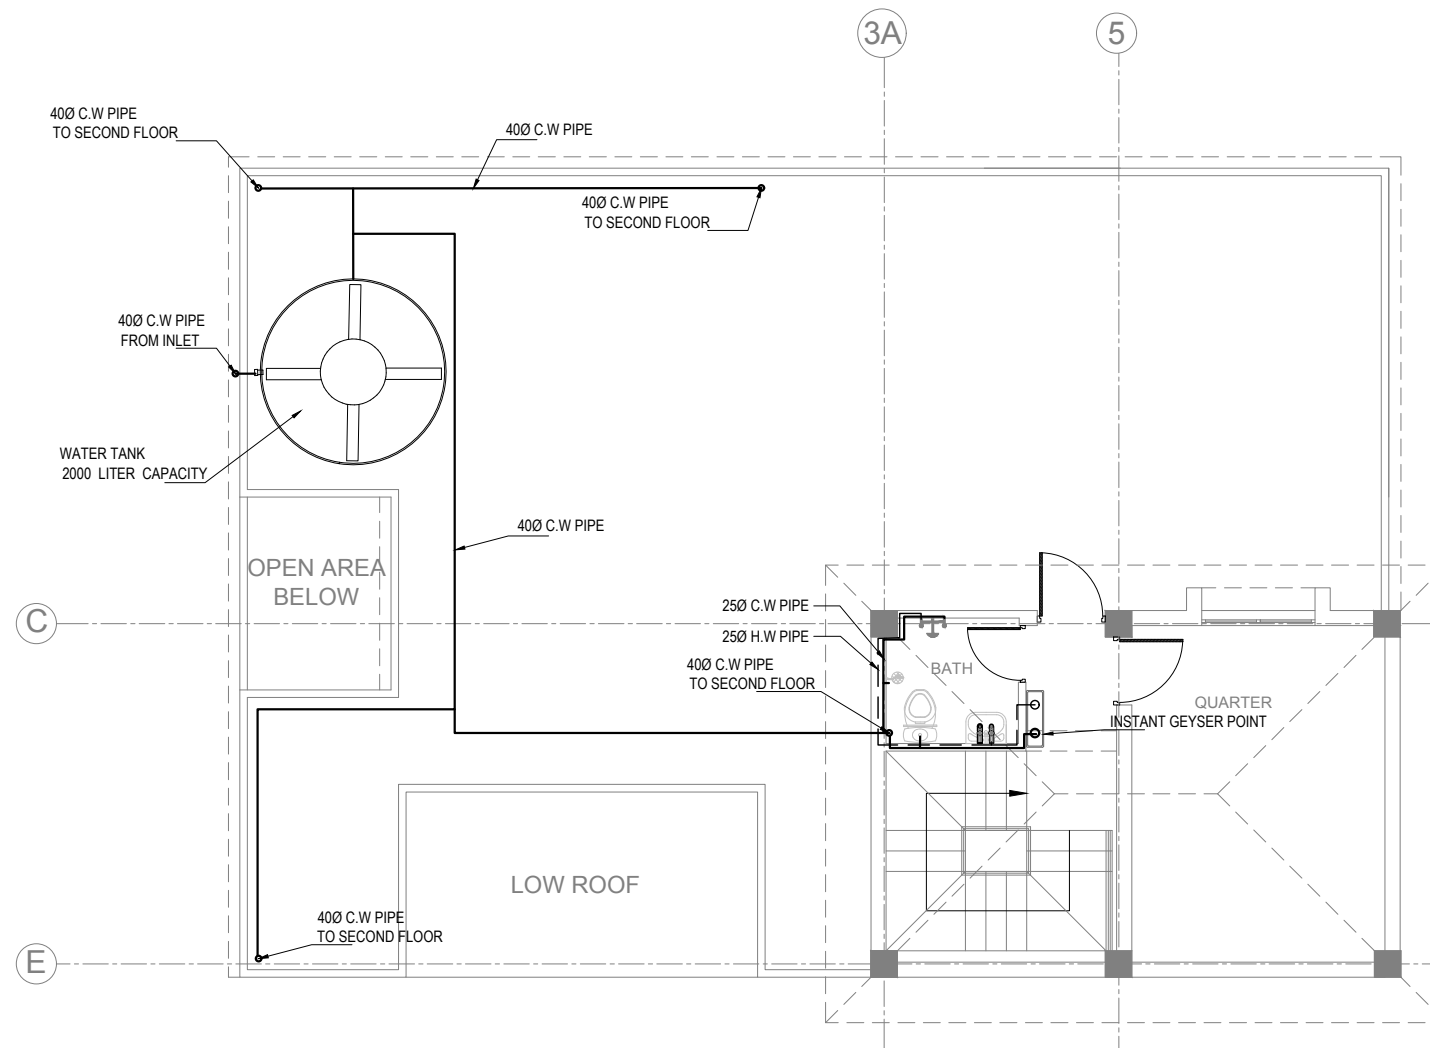 3A
5
40Ø C.W PIPE
TO SECOND FLOOR
40Ø C.W PIPE
40Ø C.W PIPE
TO SECOND FLOOR
40Ø C.W PIPE
FROM INLET
WATER TANK
2000 LITER CAPACITY
40Ø C.W PIPE
OPEN AREA
BELOW
C
25Ø C.W PIPE
25Ø H.W PIPE
40Ø C.W PIPE
TO SECOND FLOOR
BATH
QUARTER
INSTANT GEYSER POINT
LOW ROOF
40Ø C.W PIPE
TO SECOND FLOOR
E